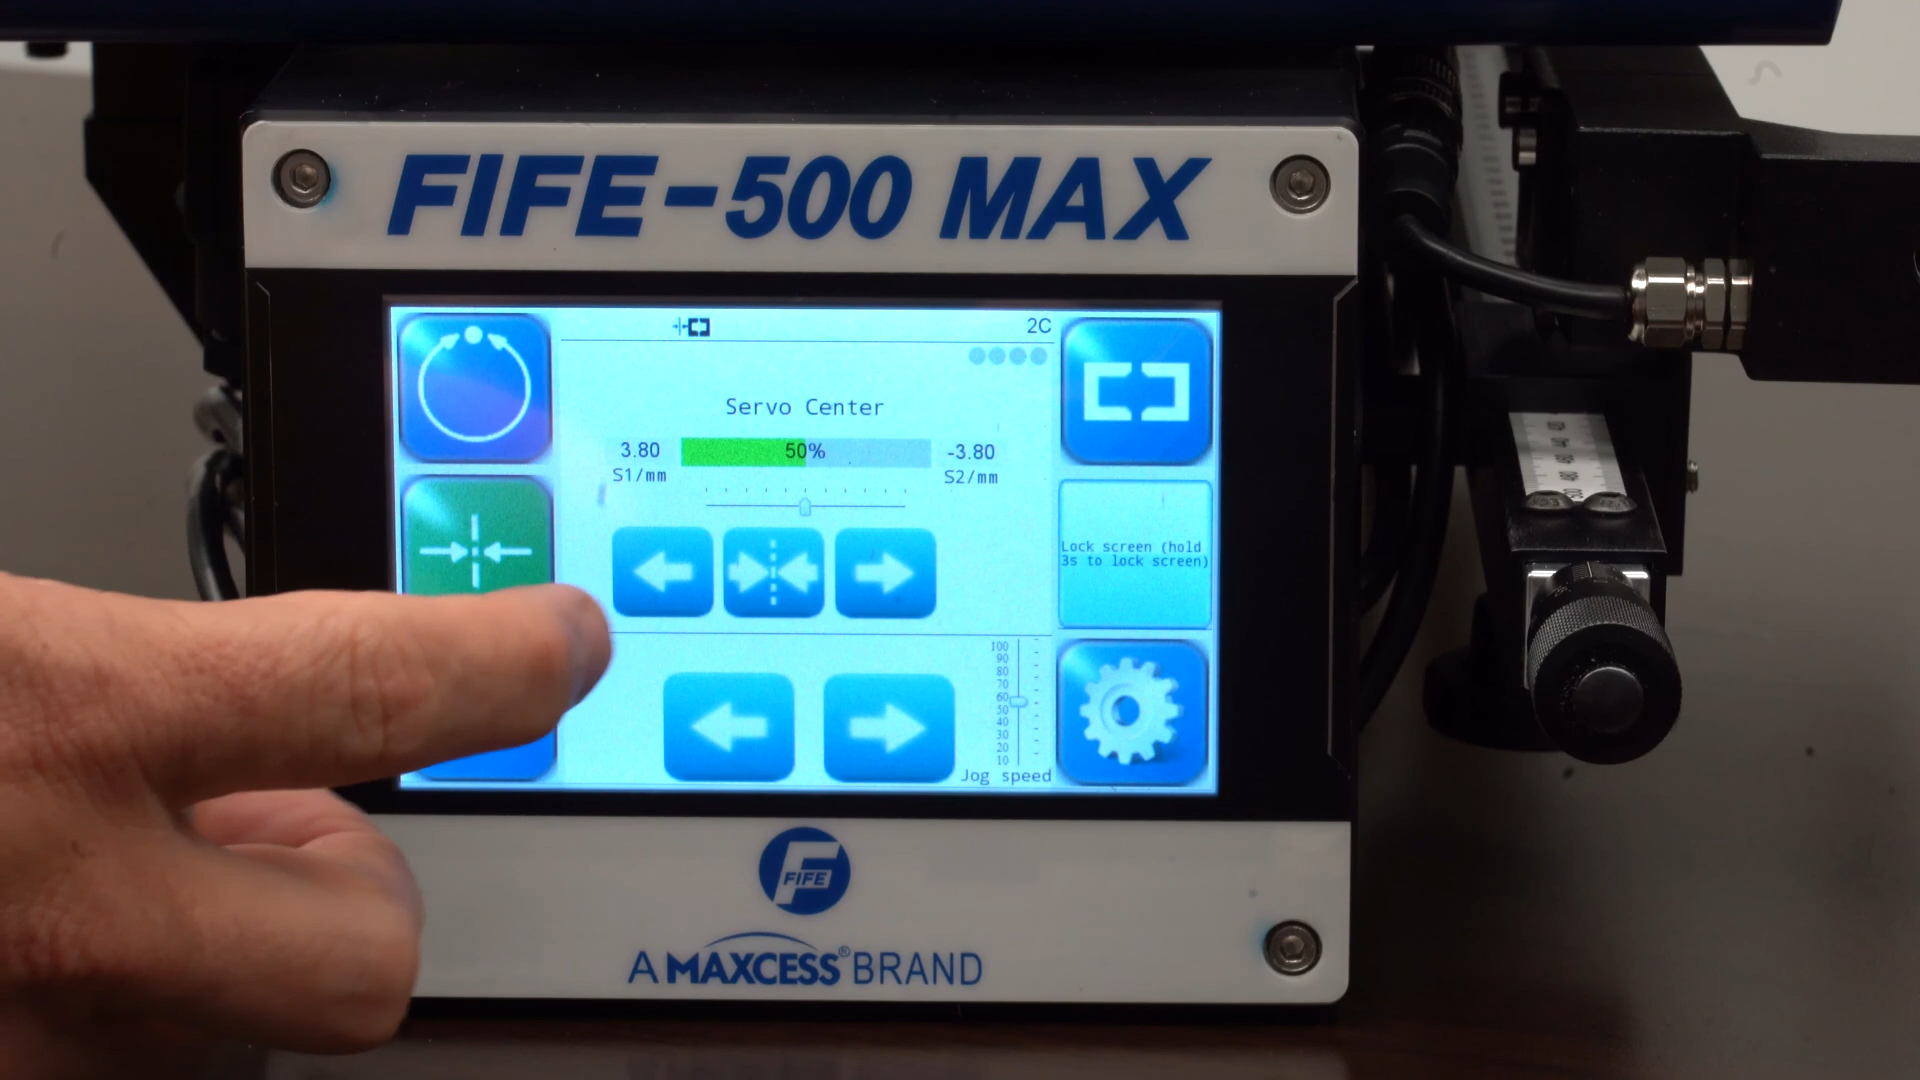 FIFE-500 MAX
2C
Servo Center
3.80
50%
-3.80
S1/mm
S2/mm
Lock screen (hold
3s to lock screen)
100
90
80
70
60
50
40
30
20
10
Jog speed
FIFE
A MAXCESS® BRAND